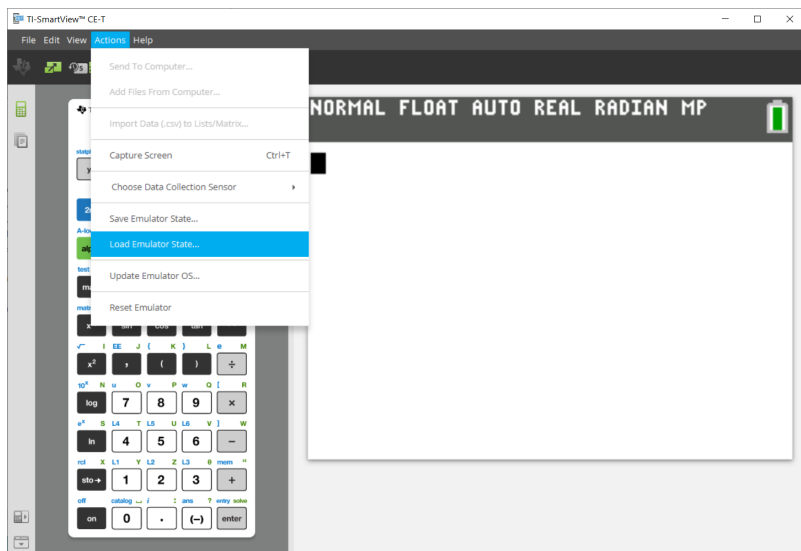 TI-SmartView™ CE-T
File Edit View Actions Help
Send To Computer...
Add Files From Computer...
Import Data (.csv) to Lists/Matrix...
Capture Screen Ctrl+T
Choose Data Collection Sensor
Save Emulator State...
Load Emulator State...
Update Emulator OS...
Reset Emulator
NORMAL FLOAT AUTO REAL RADIAN MP
sin cos tan
√ I EE J { K } L e M
x² , ( ) ÷
10ˣ N u O v P w Q [ R
log 7 8 9 ×
eˣ S L4 T L5 U L6 V ] W
ln 4 5 6 −
rcl X L1 Y L2 Z L3 θ mem "
sto→ 1 2 3 +
off catalog ⎵ i : ans ? entry solve
on 0 . (–) enter